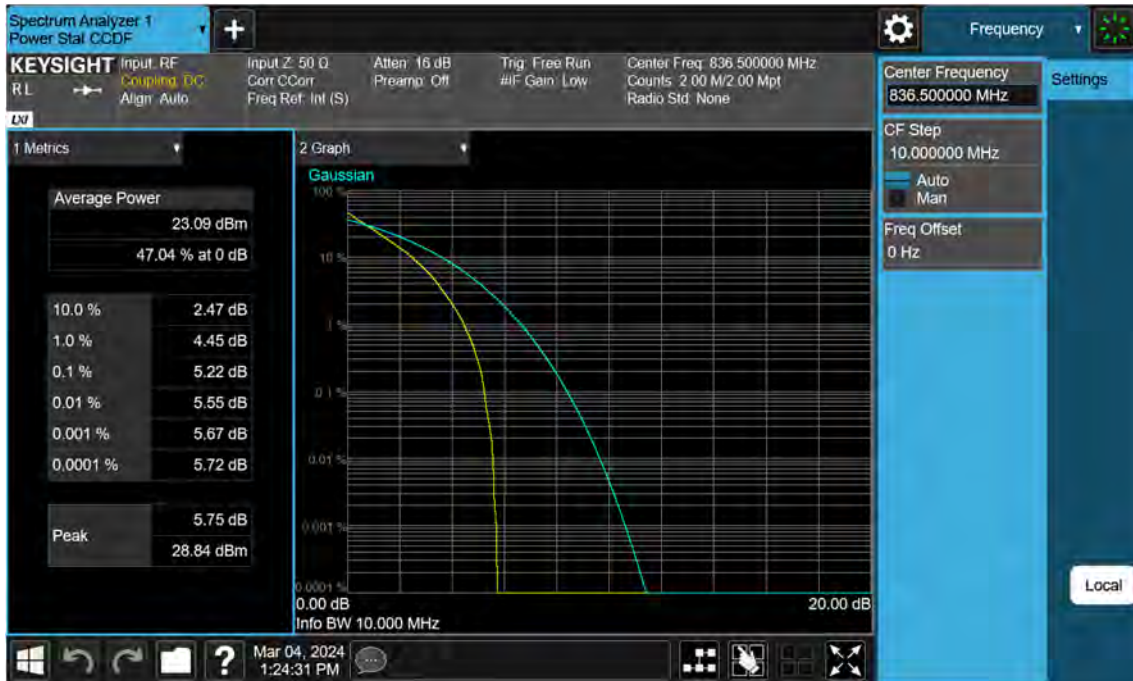 Spectrum Analyzer 1
Power Stat CCDF
+
Frequency
KEYSIGHT
RL
LXI
Input: RF
Coupling: DC
Align: Auto
Input Z: 50 Ω
Corr CCorr
Freq Ref: Int (S)
Atten: 16 dB
Preamp: Off
Trig: Free Run
#IF Gain: Low
Center Freq: 836.500000 MHz
Counts: 2.00 M/2.00 Mpt
Radio Std: None
Center Frequency
836.500000 MHz
Settings
CF Step
10.000000 MHz
Auto
Man
Freq Offset
0 Hz
Local
1 Metrics
Average Power
23.09 dBm
47.04 % at 0 dB
10.0 % 2.47 dB
1.0 % 4.45 dB
0.1 % 5.22 dB
0.01 % 5.55 dB
0.001 % 5.67 dB
0.0001 % 5.72 dB
Peak
5.75 dB
28.84 dBm
2 Graph
Gaussian
100 %
10 %
1 %
0.1 %
0.01 %
0.001 %
0.0001 %
0.00 dB 20.00 dB
Info BW 10.000 MHz
?
Mar 04, 2024
1:24:31 PM